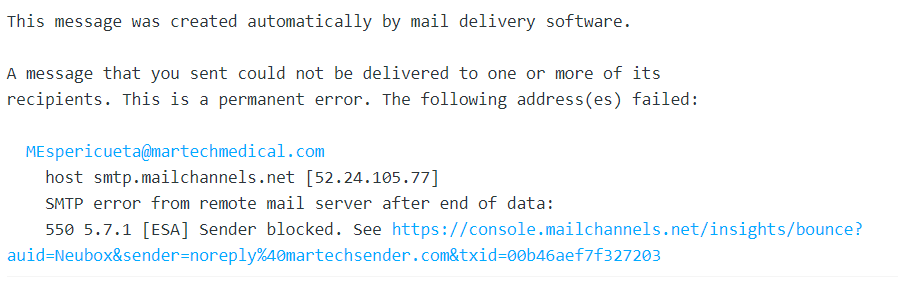 This message was created automatically by mail delivery software.
A message that you sent could not be delivered to one or more of its
recipients. This is a permanent error. The following address(es) failed:
MEspericueta@martechmedical.com
host smtp.mailchannels.net [52.24.105.77]
SMTP error from remote mail server after end of data:
550 5.7.1 [ESA] Sender blocked. See https://console.mailchannels.net/insights/bounce?
auid=Neubox&sender=noreply%40martechsender.com&txid=00b46aef7f327203